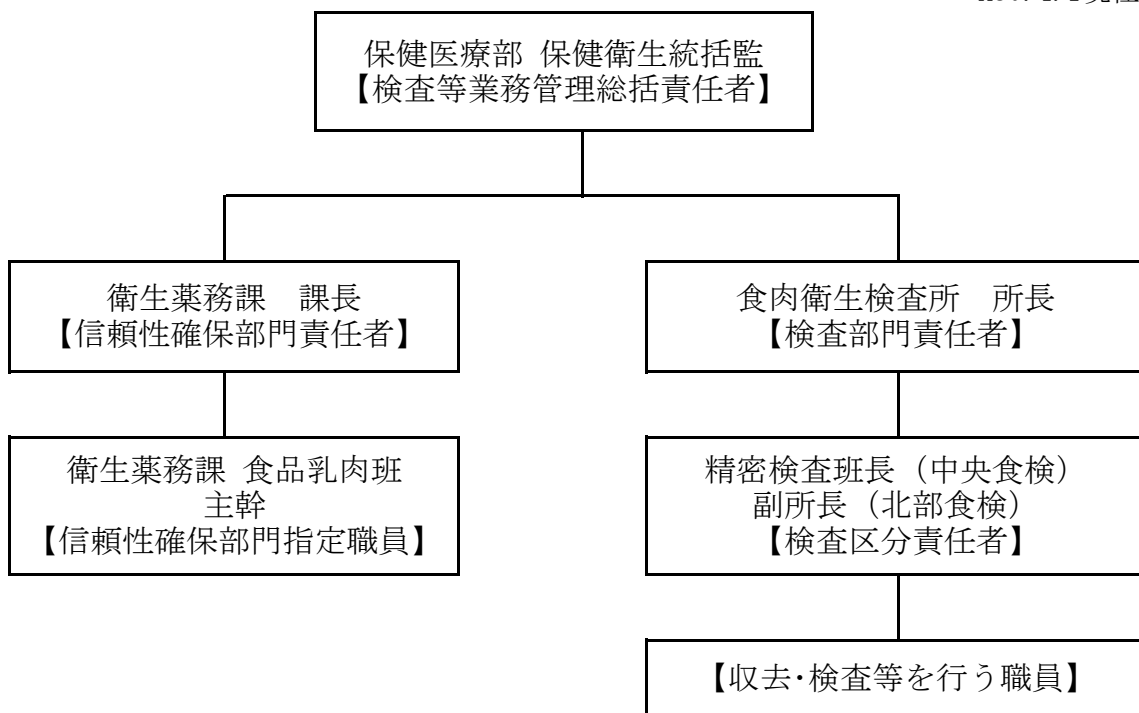 保健医療部 保健衛生統括監
【検査等業務管理総括責任者】
衛生薬務課　課長
【信頼性確保部門責任者】
食肉衛生検査所　所長
【検査部門責任者】
衛生薬務課 食品乳肉班
主幹
【信頼性確保部門指定職員】
精密検査班長（中央食検）
副所長（北部食検）
【検査区分責任者】
【収去・検査等を行う職員】